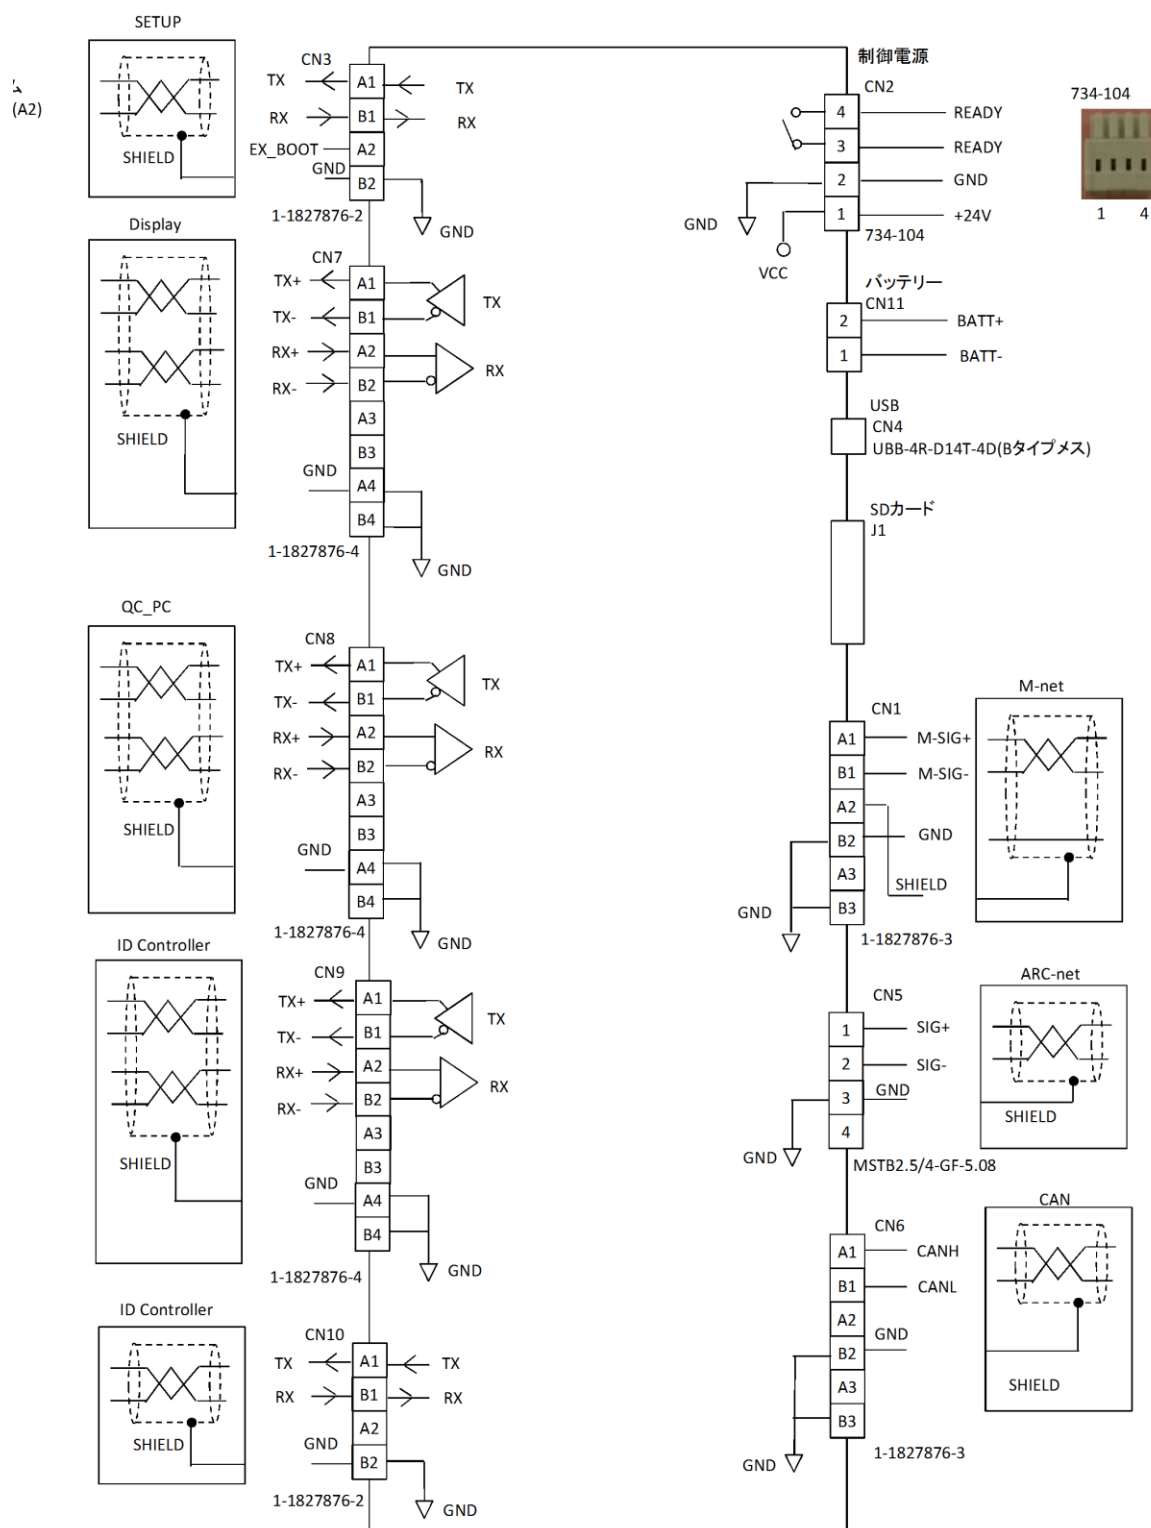 SETUP
ム
(A2)
SHIELD
CN3
TX
A1
TX
RX
B1
RX
EX_BOOT
A2
GND
B2
1-1827876-2
GND
Display
SHIELD
CN7
TX+
A1
TX-
B1
TX
RX+
A2
RX-
B2
RX
A3
B3
GND
A4
B4
1-1827876-4
GND
QC_PC
SHIELD
CN8
TX+
A1
TX-
B1
TX
RX+
A2
RX-
B2
RX
A3
B3
GND
A4
B4
1-1827876-4
GND
ID Controller
SHIELD
CN9
TX+
A1
TX-
B1
TX
RX+
A2
RX-
B2
RX
A3
B3
GND
A4
B4
1-1827876-4
GND
ID Controller
SHIELD
CN10
TX
A1
TX
RX
B1
RX
A2
GND
B2
1-1827876-2
GND
制御電源
CN2
4
READY
3
READY
2
GND
1
+24V
GND
VCC
734-104
734-104
1 4
バッテリー
CN11
2
BATT+
1
BATT-
USB
CN4
UBB-4R-D14T-4D(Bタイプメス)
SDカード
J1
CN1
A1
M-SIG+
B1
M-SIG-
A2
B2
GND
A3
SHIELD
B3
GND
1-1827876-3
M-net
CN5
1
SIG+
2
SIG-
3
GND
4
GND
MSTB2.5/4-GF-5.08
ARC-net
SHIELD
CN6
A1
CANH
B1
CANL
A2
GND
B2
A3
B3
GND
1-1827876-3
CAN
SHIELD